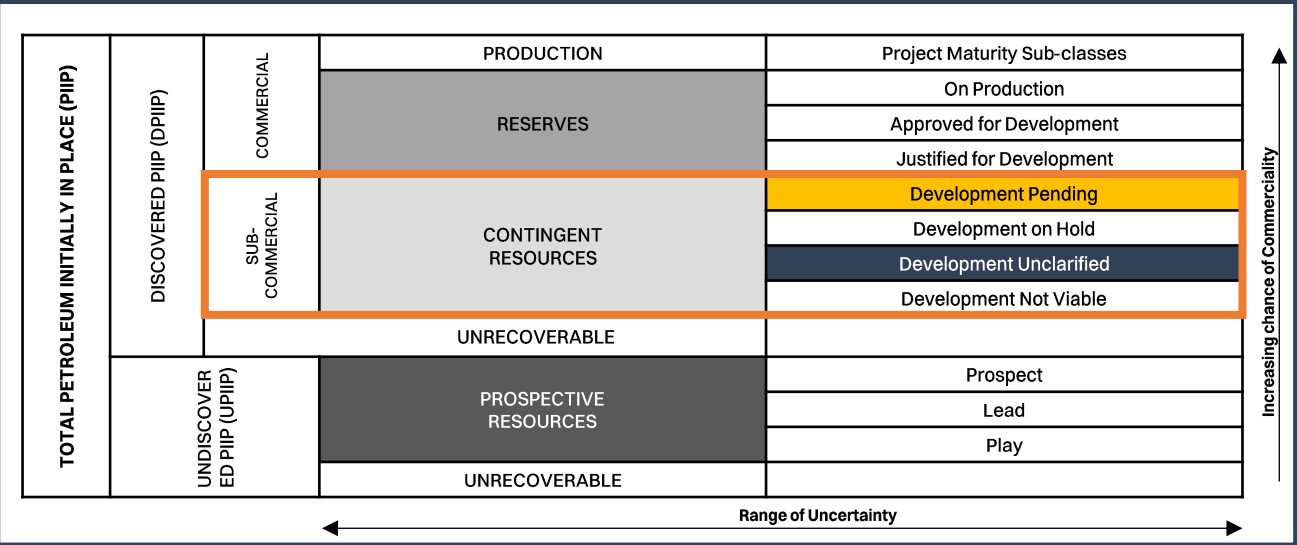 TOTAL PETROLEUM INITIALLY IN PLACE (PIIP)
DISCOVERED PIIP (DPIIP)
COMMERCIAL
PRODUCTION
Project Maturity Sub-classes
RESERVES
On Production
Approved for Development
Justified for Development
SUB-
COMMERCIAL
CONTINGENT
RESOURCES
Development Pending
Development on Hold
Development Unclarified
Development Not Viable
UNRECOVERABLE
UNDISCOVER
ED PIIP (UPIIP)
PROSPECTIVE
RESOURCES
Prospect
Lead
Play
UNRECOVERABLE
Increasing chance of Commerciality
Range of Uncertainty